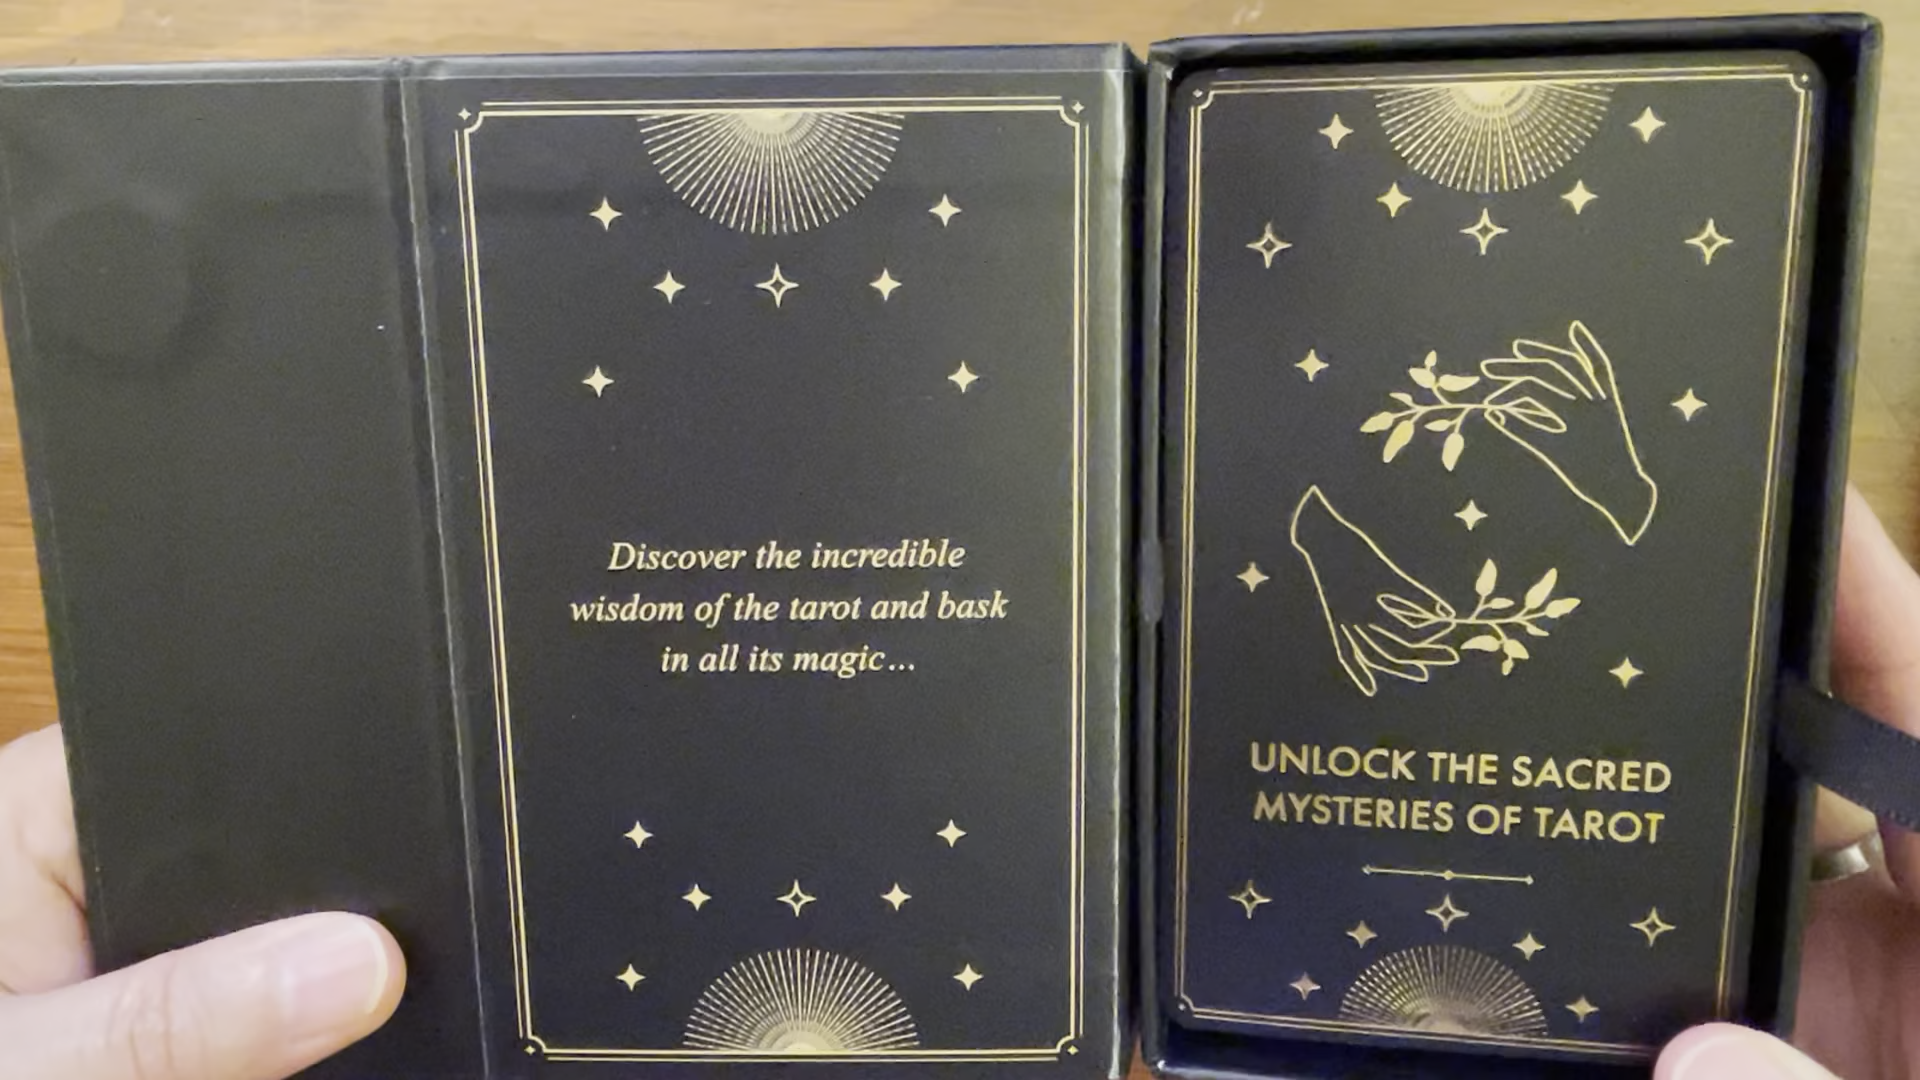 Discover the incredible
wisdom of the tarot and bask
in all its magic...
UNLOCK THE SACRED
MYSTERIES OF TAROT